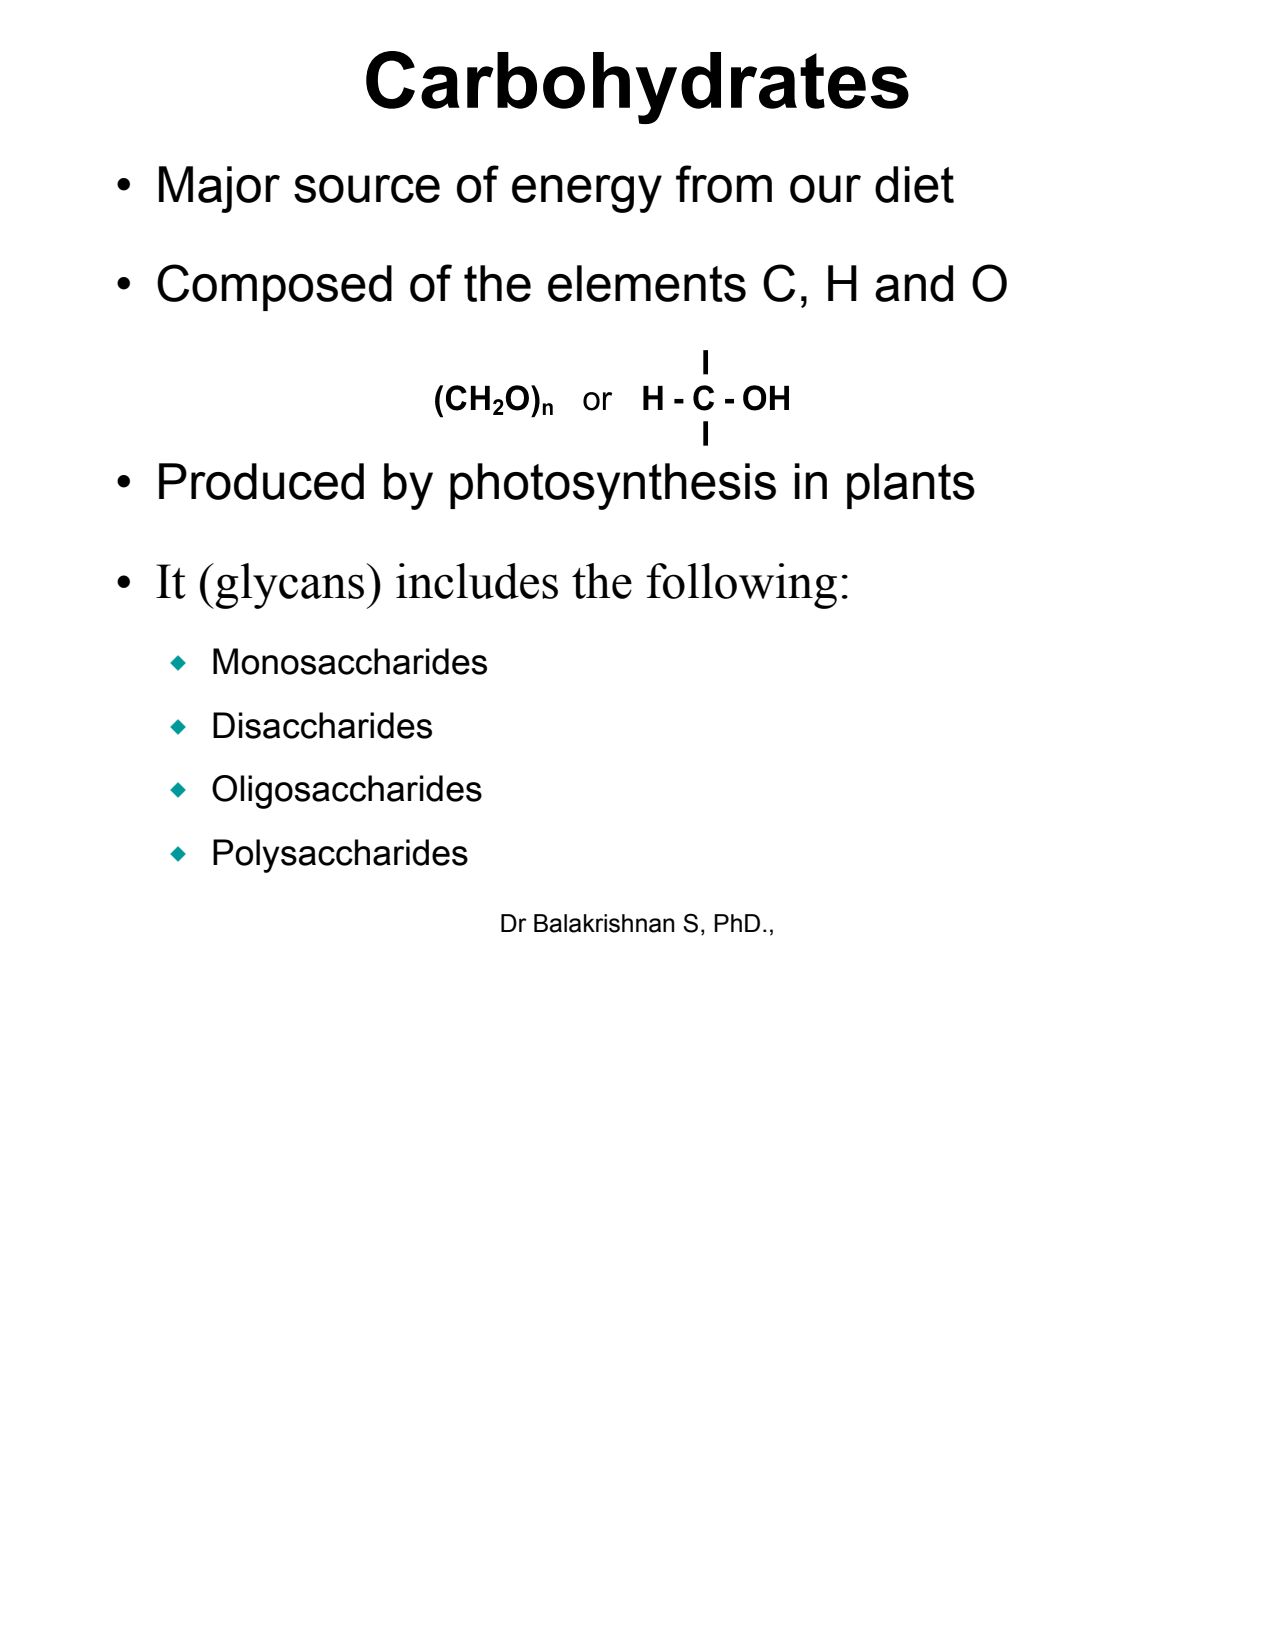 Carbohydrates
• Major source of energy from our diet
• Composed of the elements C, H and O
(CH₂O)ₙ or H - C - OH
• Produced by photosynthesis in plants
• It (glycans) includes the following:
◆ Monosaccharides
◆ Disaccharides
◆ Oligosaccharides
◆ Polysaccharides
Dr Balakrishnan S, PhD.,